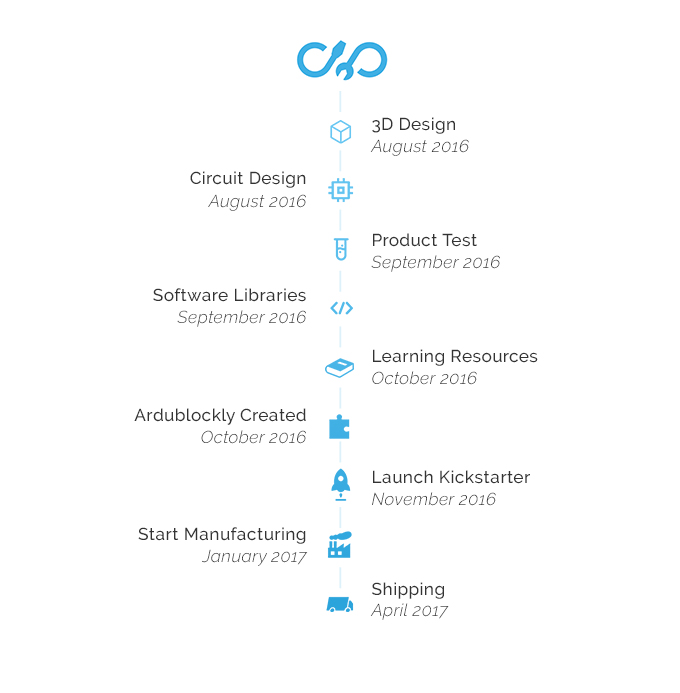 3D Design
August 2016
Circuit Design
August 2016
Product Test
September 2016
Software Libraries
September 2016
Learning Resources
October 2016
Ardublockly Created
October 2016
Launch Kickstarter
November 2016
Start Manufacturing
January 2017
Shipping
April 2017